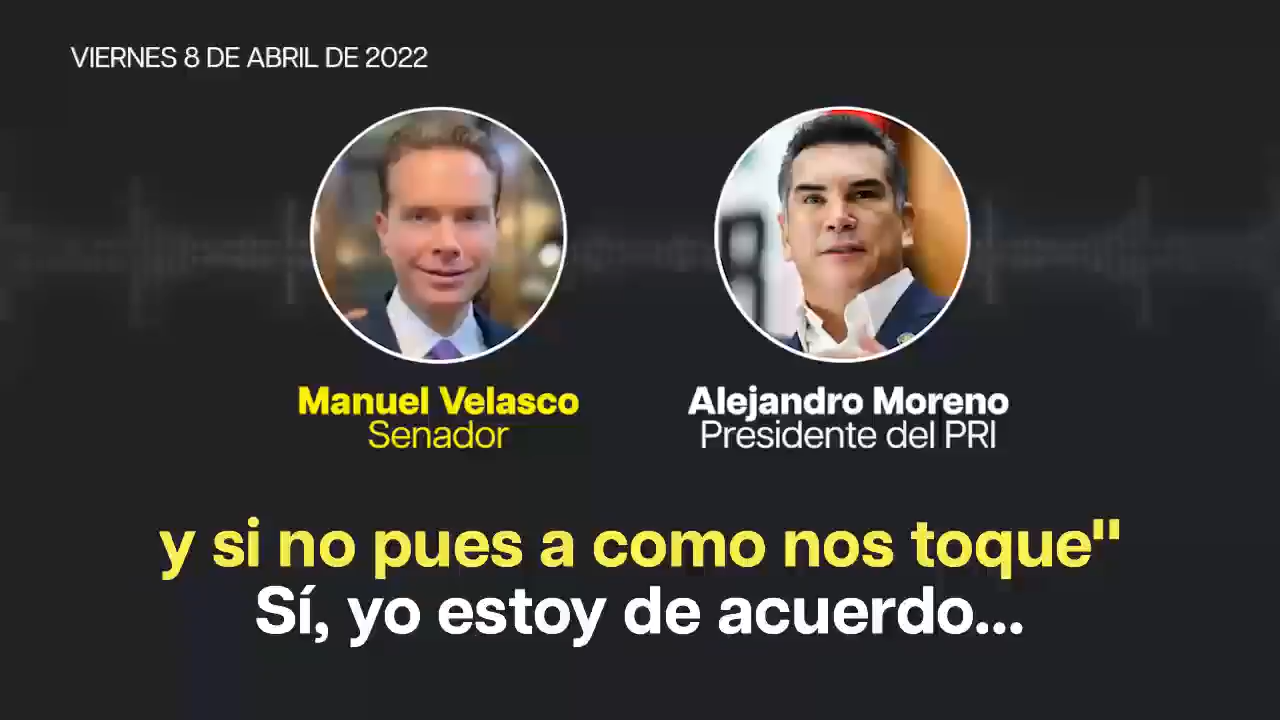 VIERNES 8 DE ABRIL DE 2022
Manuel Velasco
Senador
Alejandro Moreno
Presidente del PRI
y si no pues a como nos toque"
Sí, yo estoy de acuerdo...